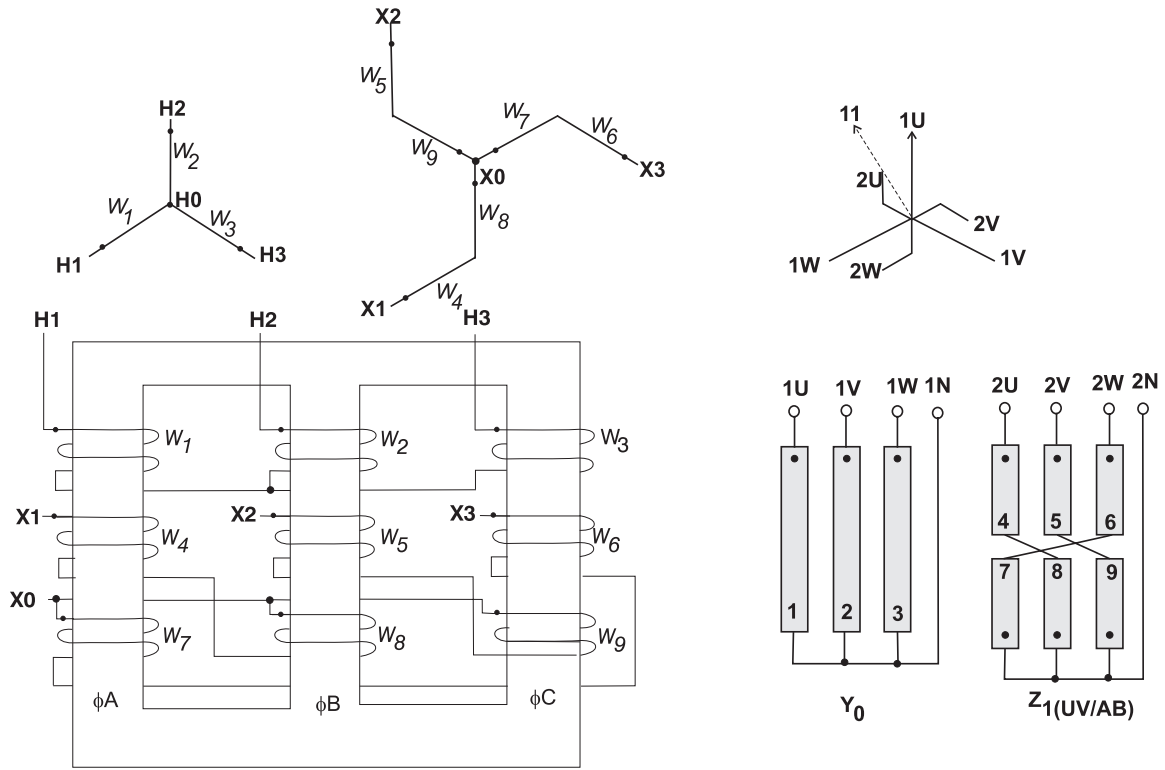 X2
H2
W5
W2
W7
W6
W9
X0
X3
H0
W1
W3
W8
H1
H3
W4
X1
11
1U
2U
2V
1W
2W
1V
H1
H2
H3
W1
W2
W3
X1
X2
X3
W4
W5
W6
X0
W7
W8
W9
ϕA
ϕB
ϕC
1U 1V 1W 1N
2U 2V 2W 2N
4 5 6
7 8 9
1 2 3
Y0
Z1(UV/AB)